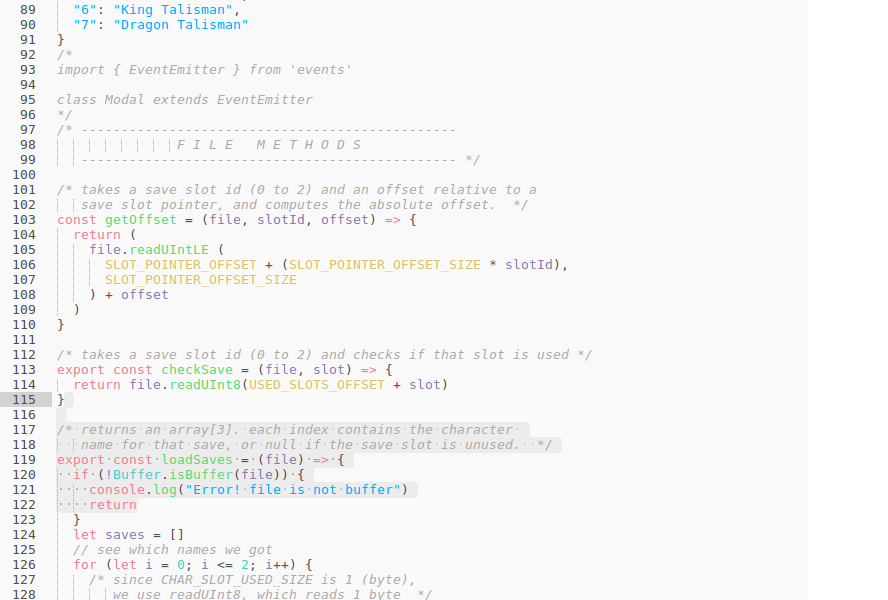 89 "6": "King Talisman",
90 "7": "Dragon Talisman"
91 }
92 /*
93 import { EventEmitter } from 'events'
94
95 class Modal extends EventEmitter
96 */
97 /* -----------------------------------------------
98 F I L E   M E T H O D S
99 ----------------------------------------------- */
100
101 /* takes a save slot id (0 to 2) and an offset relative to a
102 save slot pointer, and computes the absolute offset.  */
103 const getOffset = (file, slotId, offset) => {
104 return (
105 file.readUIntLE (
106 SLOT_POINTER_OFFSET + (SLOT_POINTER_OFFSET_SIZE * slotId),
107 SLOT_POINTER_OFFSET_SIZE
108 ) + offset
109 )
110 }
111
112 /* takes a save slot id (0 to 2) and checks if that slot is used */
113 export const checkSave = (file, slot) => {
114 return file.readUInt8(USED_SLOTS_OFFSET + slot)
115 }
116
117 /* returns an array[3]. each index contains the character
118 name for that save, or null if the save slot is unused.  */
119 export const loadSaves = (file) => {
120 if (!Buffer.isBuffer(file)) {
121 console.log("Error! file is not buffer")
122 return
123 }
124 let saves = []
125 // see which names we got
126 for (let i = 0; i <= 2; i++) {
127 /* since CHAR_SLOT_USED_SIZE is 1 (byte),
128 we use readUInt8, which reads 1 byte  */